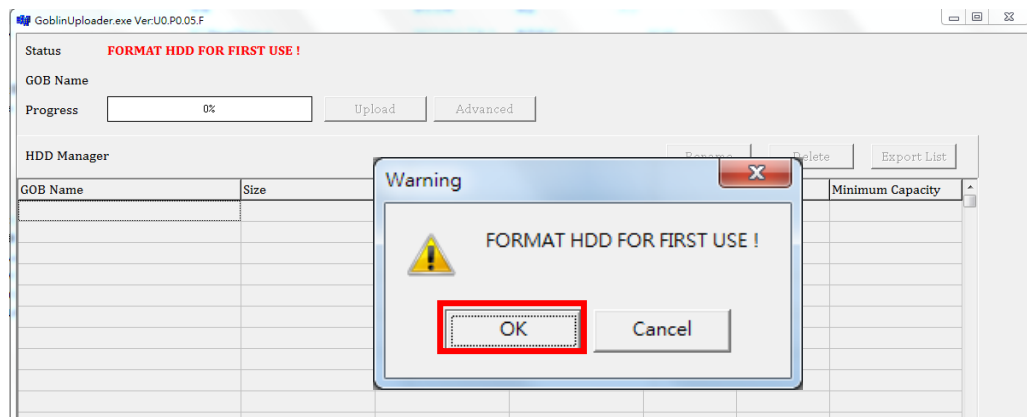 GoblinUploader.exe Ver:U0.P0.05.F
Status FORMAT HDD FOR FIRST USE !
GOB Name
Progress 0% Upload Advanced
HDD Manager Rename Delete Export List
GOB Name Size Minimum Capacity
Warning
FORMAT HDD FOR FIRST USE !
OK Cancel